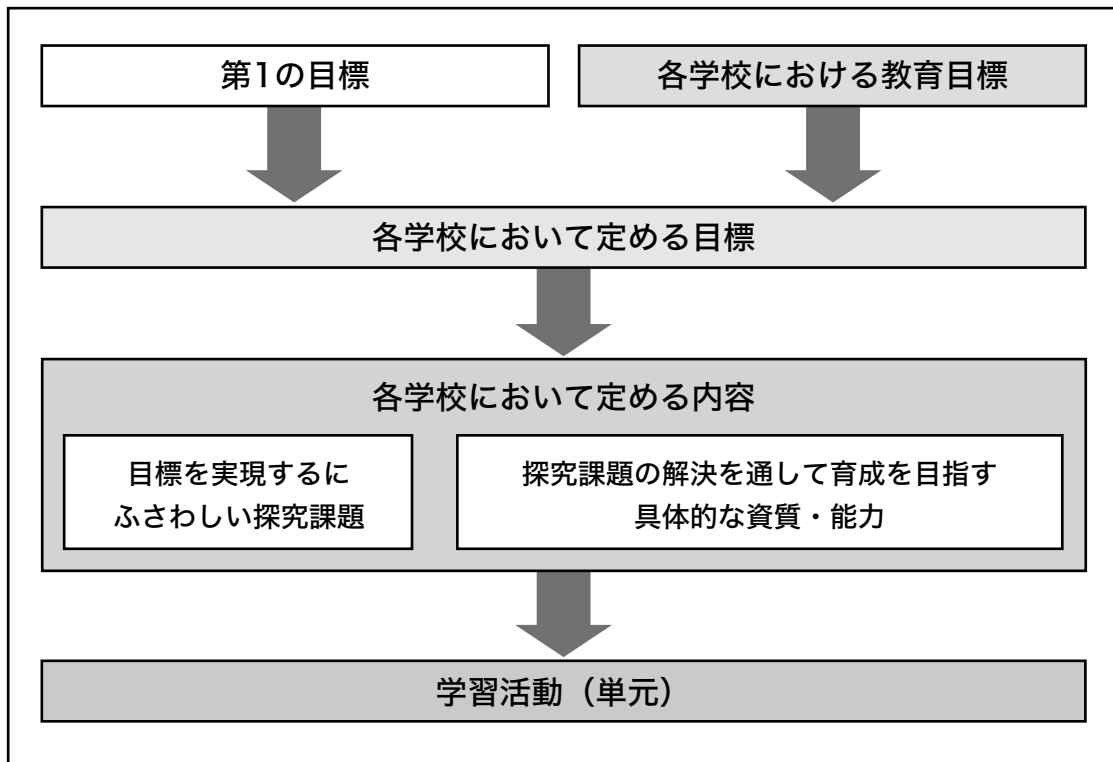 第1の目標
各学校における教育目標
各学校において定める目標
各学校において定める内容
目標を実現するに
ふさわしい探究課題
探究課題の解決を通して育成を目指す
具体的な資質・能力
学習活動（単元）